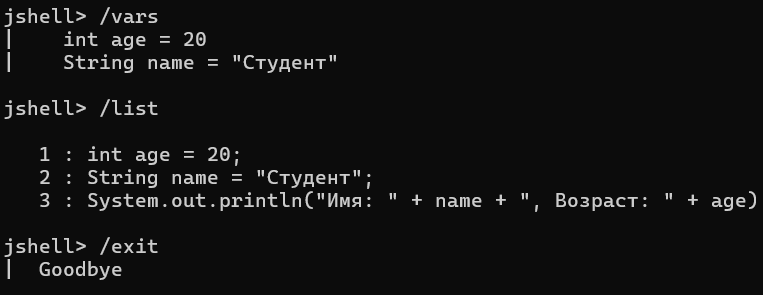 jshell> /vars
|    int age = 20
|    String name = "Студент"
jshell> /list
   1 : int age = 20;
   2 : String name = "Студент";
   3 : System.out.println("Имя: " + name + ", Возраст: " + age)
jshell> /exit
|  Goodbye